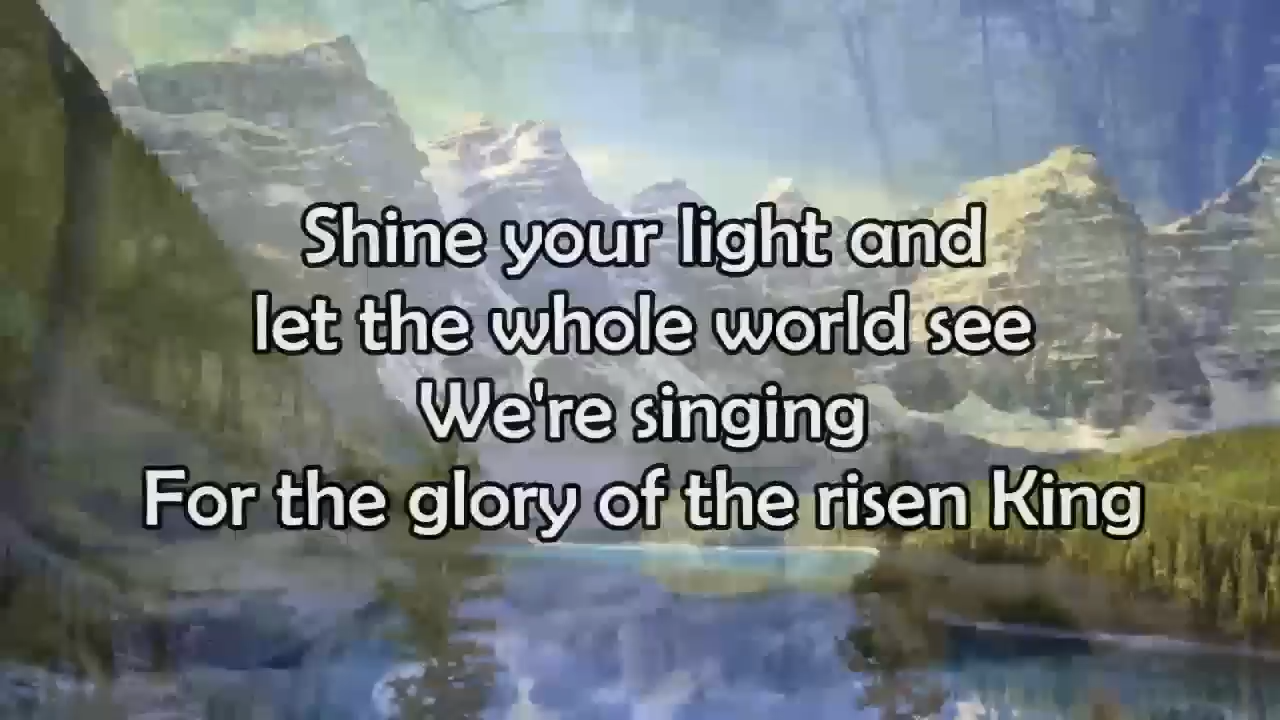 Shine your light and
let the whole world see
We're singing
For the glory of the risen King